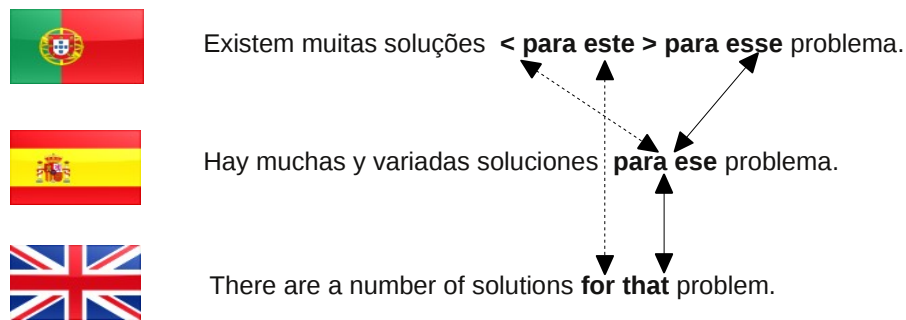 Existem muitas soluções < para este > para esse problema.
Hay muchas y variadas soluciones para ese problema.
There are a number of solutions for that problem.